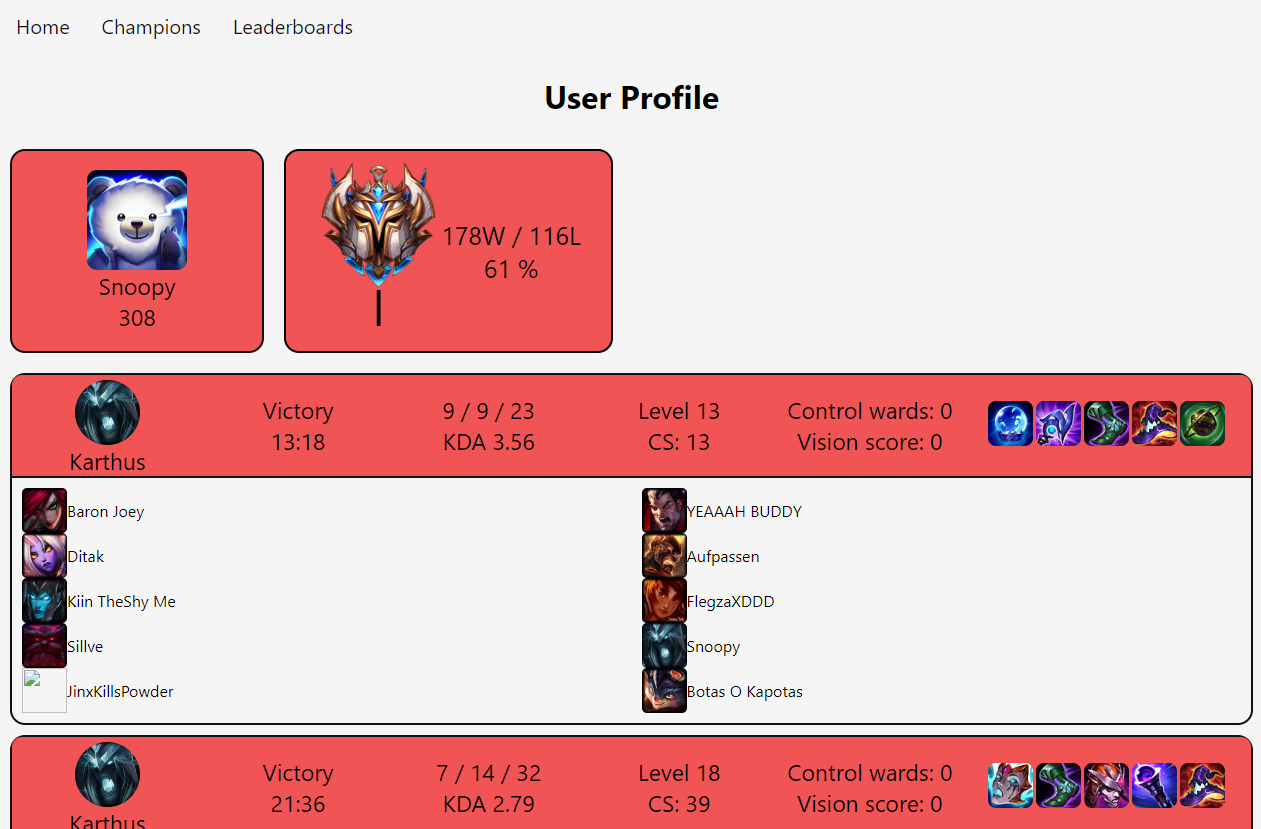 Home Champions Leaderboards
User Profile
Snoopy
308
178W / 116L
61 %
I
Karthus
Victory
13:18
9 / 9 / 23
KDA 3.56
Level 13
CS: 13
Control wards: 0
Vision score: 0
Baron Joey
Ditak
Kiin TheShy Me
Sillve
JinxKillsPowder
YEAAAH BUDDY
Aufpassen
FlegzaXDDD
Snoopy
Botas O Kapotas
Karthus
Victory
21:36
7 / 14 / 32
KDA 2.79
Level 18
CS: 39
Control wards: 0
Vision score: 0